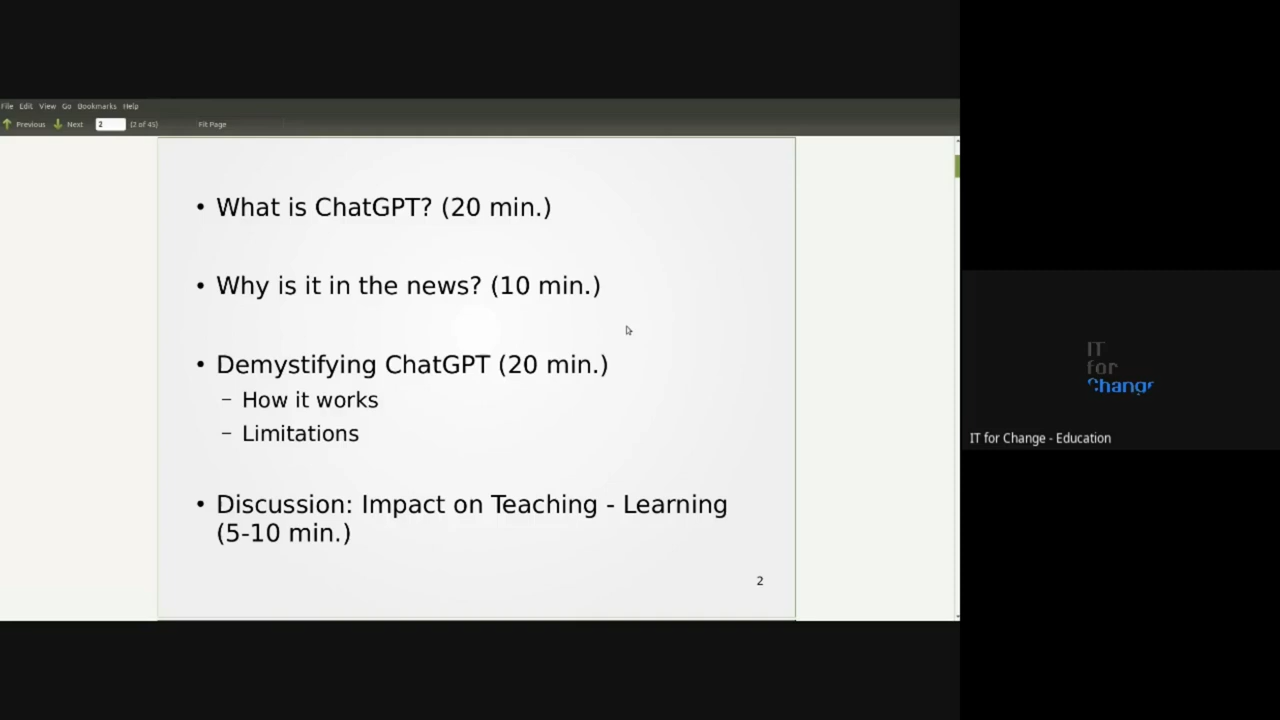 File Edit View Go Bookmarks Help
Previous Next 2 (2 of 45) Fit Page
• What is ChatGPT? (20 min.)
• Why is it in the news? (10 min.)
• Demystifying ChatGPT (20 min.)
– How it works
– Limitations
• Discussion: Impact on Teaching - Learning
(5-10 min.)
2
IT
for
Change
IT for Change - Education